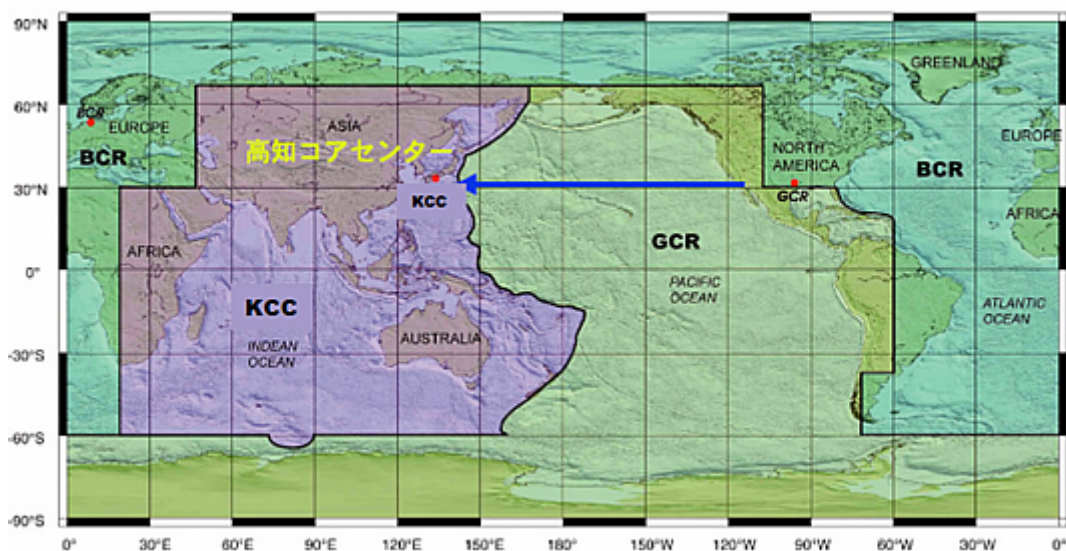 90°N
60°N
30°N
0°
-30°S
-60°S
-90°S
GREENLAND
BCR
EUROPE
BCR
ASIA
高知コアセンター
KCC
NORTH
AMERICA
GCR
BCR
EUROPE
AFRICA
AFRICA
GCR
PACIFIC
OCEAN
KCC
INDEAN
OCEAN
AUSTRALIA
ATLANTIC
OCEAN
0°
30°E
60°E
90°E
120°E
150°E
180°
150°W
120°W
90°W
60°W
30°W
0°